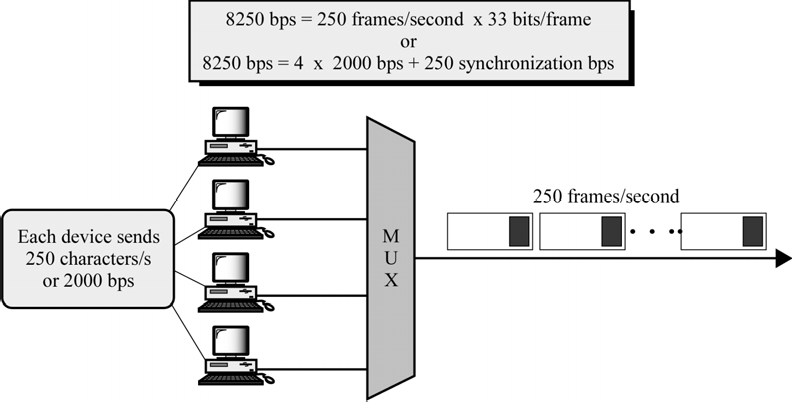 8250 bps = 250 frames/second x 33 bits/frame
or
8250 bps = 4 x 2000 bps + 250 synchronization bps
250 frames/second
Each device sends
250 characters/s
or 2000 bps
M
U
X